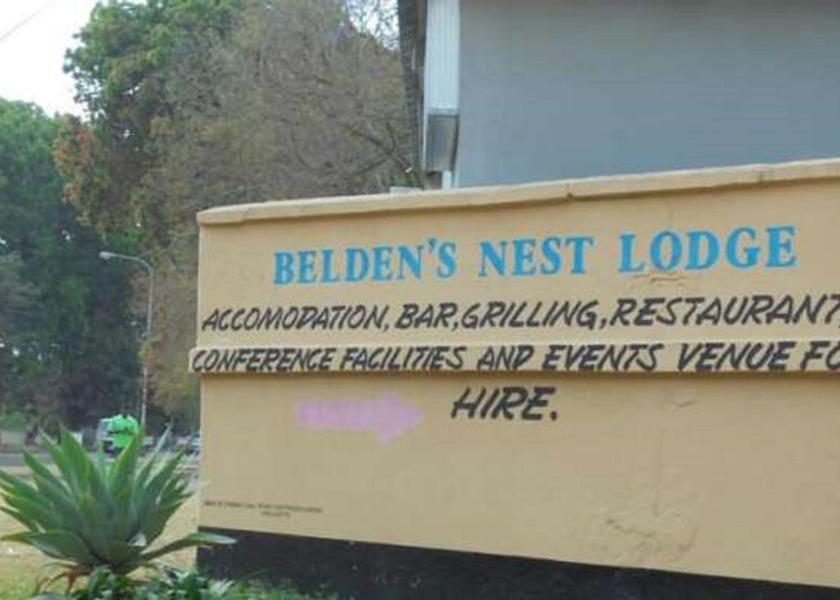 BELDEN'S NEST LODGE
ACCOMODATION, BAR,GRILLING,RESTAURANT
CONFERENCE FACILITIES AND EVENTS VENUE FO
HIRE.